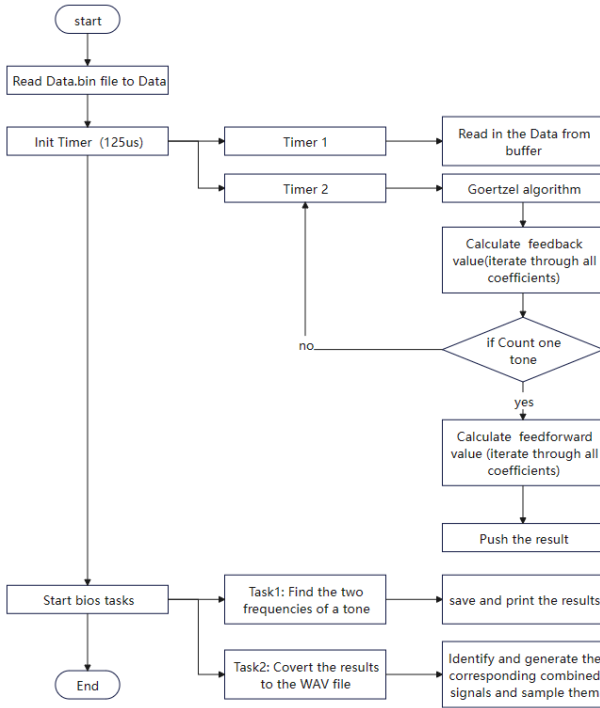 start
Read Data.bin file to Data
Init Timer  (125us)
Timer 1
Read in the Data from
buffer
Timer 2
Goertzel algorithm
Calculate  feedback
value(iterate through all
coefficients)
if Count one
tone
no
yes
Calculate  feedforward
value (iterate through all
coefficients)
Push the result
Start bios tasks
Task1: Find the two
frequencies of a tone
save and print the results
Task2: Covert the results
to the WAV file
Identify and generate the
corresponding combined
signals and sample them
End